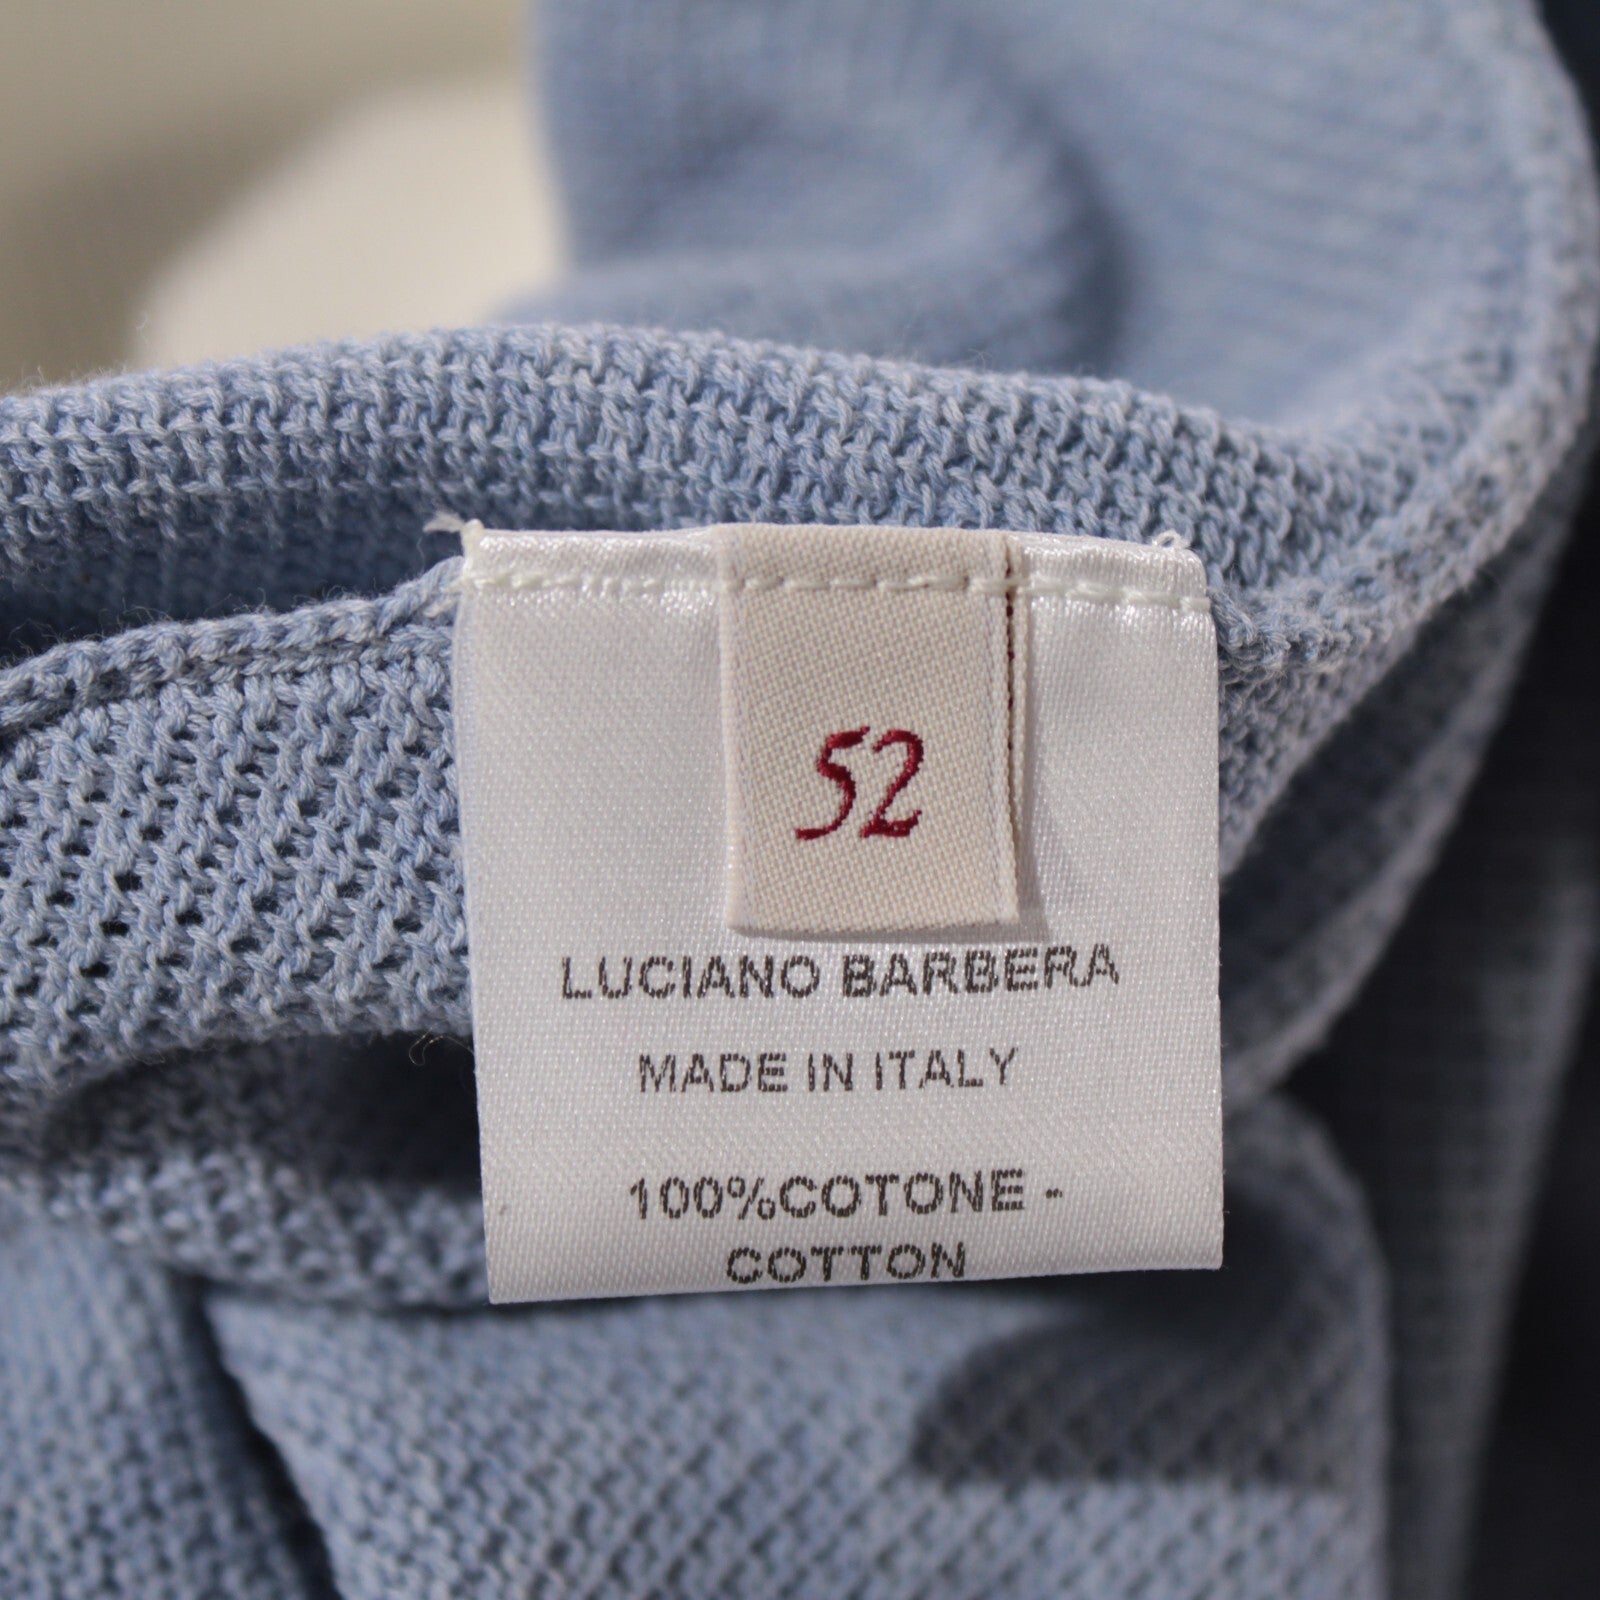 52
LUCIANO BARBERA
MADE IN ITALY
100%COTONE -
COTTON